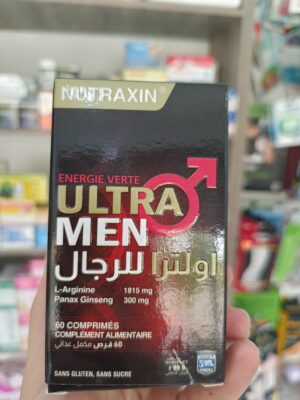 NUTRAXIN®
ENERGIE VERTE
ULTRA
MEN
اولترا للرجال
L-Arginine 1815 mg
Panax Ginseng 300 mg
60 COMPRIMÉS
COMPLÉMENT ALIMENTAIRE
60 قرص مكمل غذائي
SANS GLUTEN, SANS SUCRE